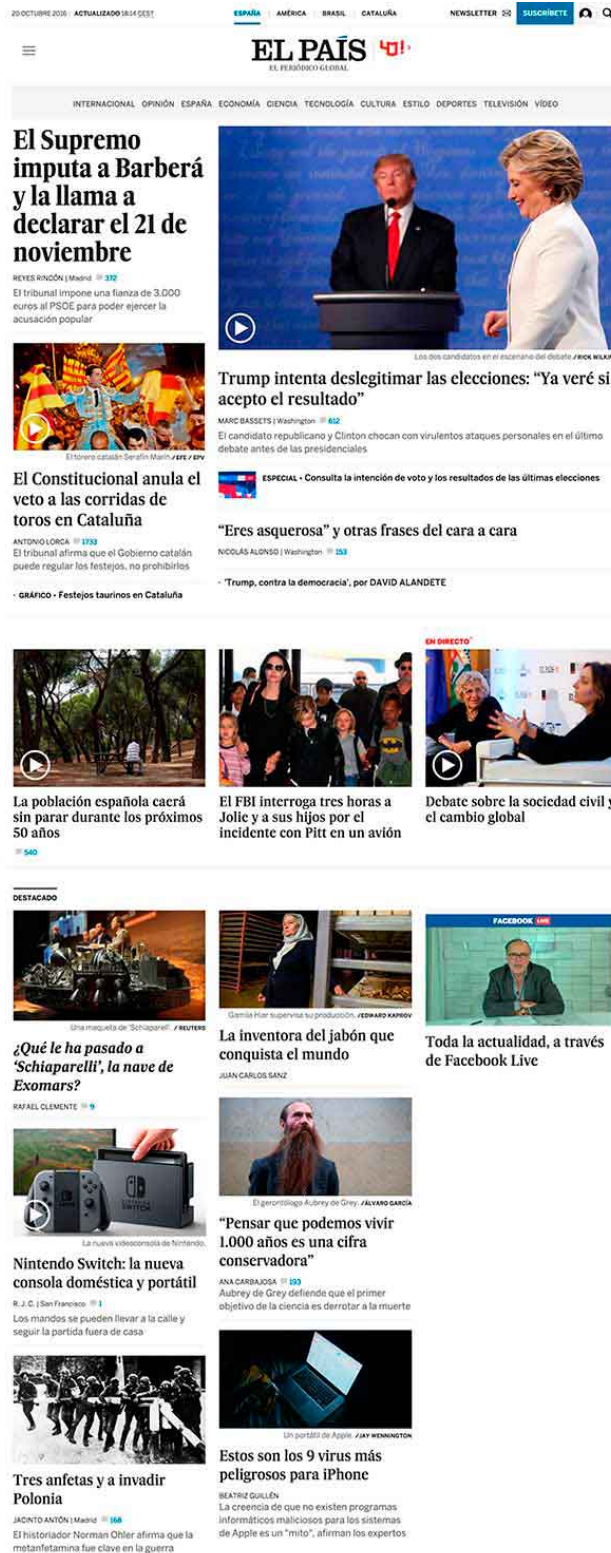 20 OCTUBRE 2016 ACTUALIZADO 18:14 CEST
ESPAÑA AMÉRICA BRASIL CATALUÑA
NEWSLETTER SUSCRÍBETE
EL PAÍS 40!
EL PERIÓDICO GLOBAL
INTERNACIONAL OPINIÓN ESPAÑA ECONOMÍA CIENCIA TECNOLOGÍA CULTURA ESTILO DEPORTES TELEVISIÓN VÍDEO
El Supremo
imputa a Barberá
y la llama a
declarar el 21 de
noviembre
REYES RINCÓN | Madrid 372
El tribunal impone una fianza de 3.000
euros al PSOE para poder ejercer la
acusación popular
El torero catalán Serafín Marín / EFE / EPV
El Constitucional anula el
veto a las corridas de
toros en Cataluña
ANTONIO LORCA 1733
El tribunal afirma que el Gobierno catalán
puede regular los festejos, no prohibirlos
· GRÁFICO · Festejos taurinos en Cataluña
Los dos candidatos en el escenario del debate / RICK
Trump intenta deslegitimar las elecciones: “Ya veré si
acepto el resultado”
MARC BASSETS | Washington 612
El candidato republicano y Clinton chocan con virulentos ataques personales en el último
debate antes de las presidenciales
ESPECIAL · Consulta la intención de voto y los resultados de las últimas elecciones
“Eres asquerosa” y otras frases del cara a cara
NICOLÁS ALONSO | Washington 153
· 'Trump, contra la democracia', por DAVID ALANDETE
La población española caerá
sin parar durante los próximos
50 años
540
El FBI interroga tres horas a
Jolie y a sus hijos por el
incidente con Pitt en un avión
EN DIRECTO
Debate sobre la sociedad civil y
el cambio global
DESTACADO
Una maqueta de 'Schiaparelli'. / REUTERS
¿Qué le ha pasado a
‘Schiaparelli’, la nave de
Exomars?
RAFAEL CLEMENTE 9
SWITCH
La nueva videoconsola de Nintendo.
Nintendo Switch: la nueva
consola doméstica y portátil
R. J. C. | San Francisco 1
Los mandos se pueden llevar a la calle y
seguir la partida fuera de casa
Tres anfetas y a invadir
Polonia
JACINTO ANTÓN | Madrid 168
El historiador Norman Ohler afirma que la
metanfetamina fue clave en la guerra
Gamila Hiar supervisa su producción. / EDWARD KAPROV
La inventora del jabón que
conquista el mundo
JUAN CARLOS SANZ
El gerontólogo Aubrey de Grey. / ÁLVARO GARCÍA
“Pensar que podemos vivir
1.000 años es una cifra
conservadora”
ANA CARBAJOSA 193
Aubrey de Grey defiende que el primer
objetivo de la ciencia es derrotar a la muerte
Un portátil de Apple. / JAY WENNINGTON
Estos son los 9 virus más
peligrosos para iPhone
BEATRIZ GUILLÉN
La creencia de que no existen programas
informáticos maliciosos para los sistemas
de Apple es un "mito", afirman los expertos
FACEBOOK LIVE
Toda la actualidad, a través
de Facebook Live